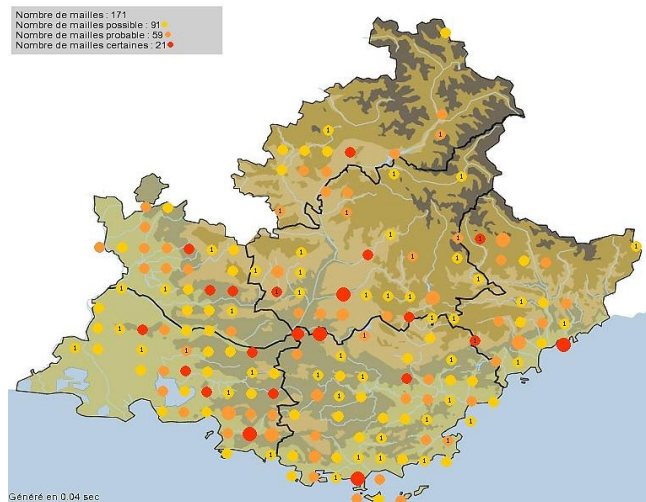 Nombre de mailles : 171
Nombre de mailles possible : 91
Nombre de mailles probable : 59
Nombre de mailles certaines : 21
Généré en 0.04 sec